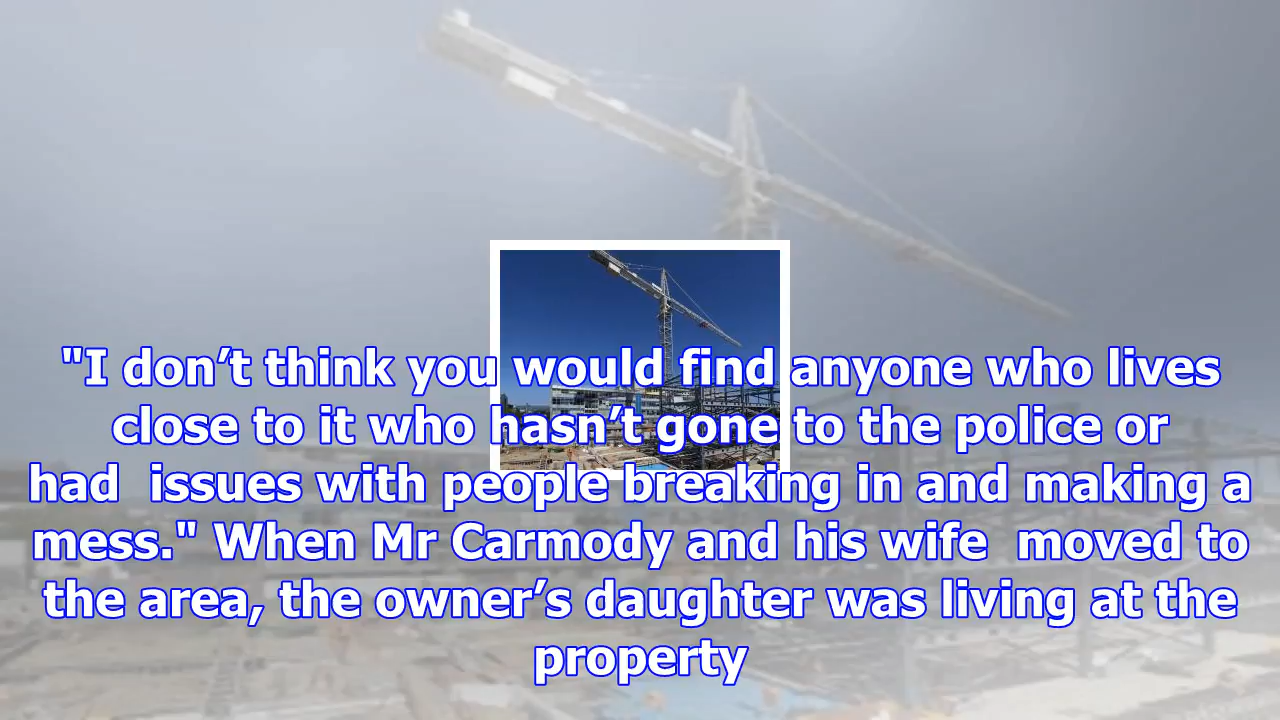 "I don’t think you would find anyone who lives
close to it who hasn’t gone to the police or
had  issues with people breaking in and making a
mess." When Mr Carmody and his wife  moved to
the area, the owner’s daughter was living at the
property